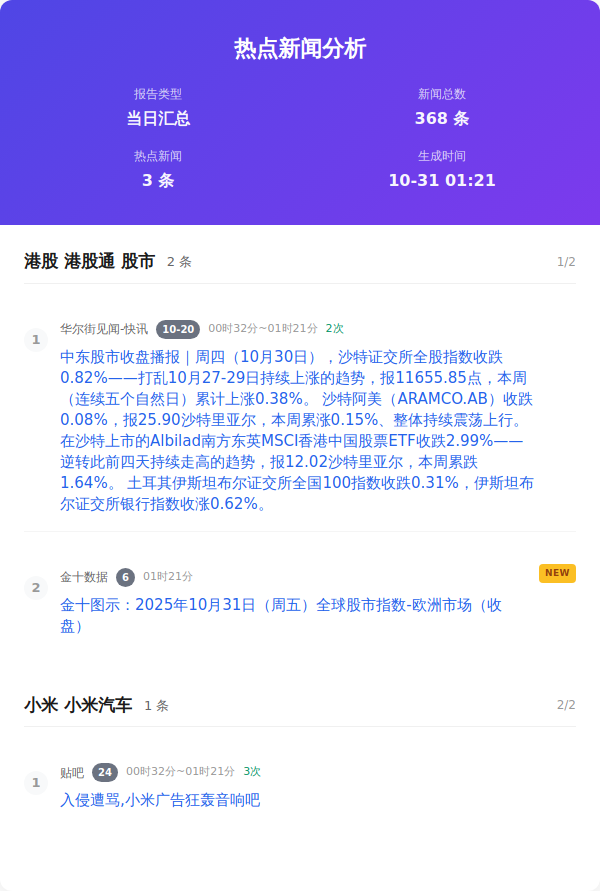 热点新闻分析
报告类型
当日汇总
新闻总数
368 条
热点新闻
3 条
生成时间
10-31 01:21
港股 港股通 股市 2 条 1/2
1 华尔街见闻-快讯 10-20 00时32分~01时21分 2次
中东股市收盘播报｜周四（10月30日），沙特证交所全股指数收跌
0.82%——打乱10月27-29日持续上涨的趋势，报11655.85点，本周
（连续五个自然日）累计上涨0.38%。 沙特阿美（ARAMCO.AB）收跌
0.08%，报25.90沙特里亚尔，本周累涨0.15%、整体持续震荡上行。
在沙特上市的Albilad南方东英MSCI香港中国股票ETF收跌2.99%——
逆转此前四天持续走高的趋势，报12.02沙特里亚尔，本周累跌
1.64%。 土耳其伊斯坦布尔证交所全国100指数收跌0.31%，伊斯坦布
尔证交所银行指数收涨0.62%。
2 金十数据 6 01时21分 NEW
金十图示：2025年10月31日（周五）全球股市指数-欧洲市场（收
盘）
小米 小米汽车 1 条 2/2
1 贴吧 24 00时32分~01时21分 3次
入侵遭骂,小米广告狂轰音响吧